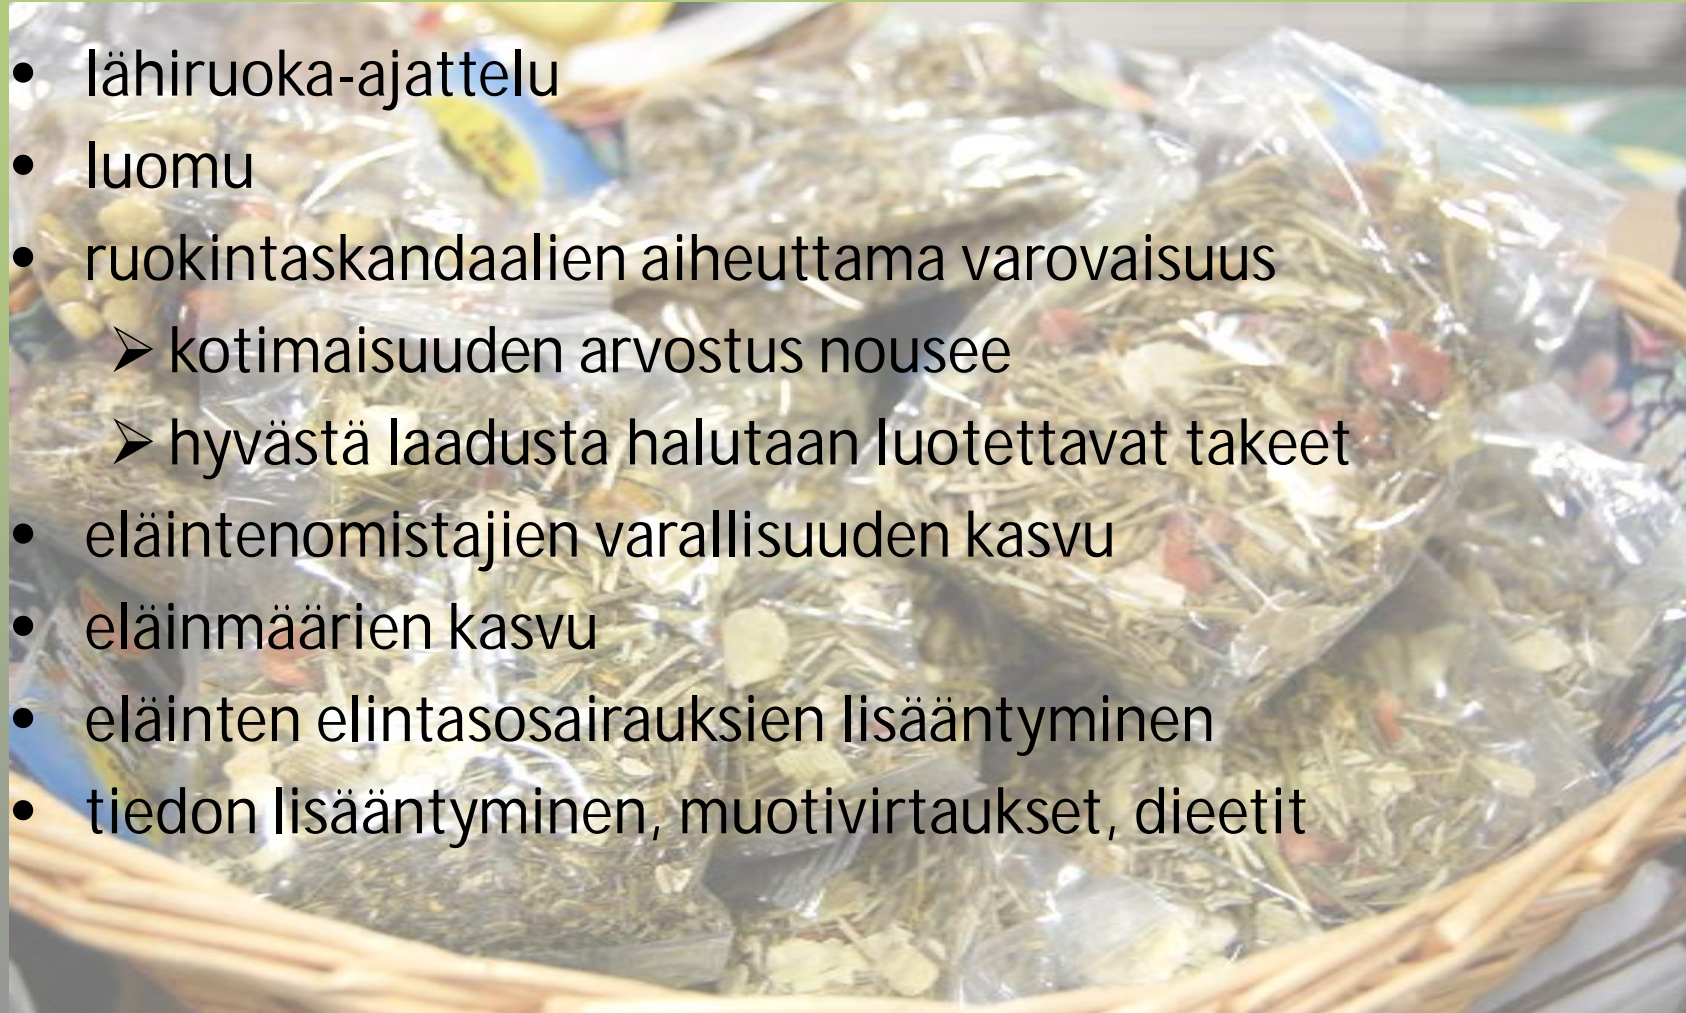 • lähiruoka-ajattelu
• luomu
• ruokintaskandaalien aiheuttama varovaisuus
➢ kotimaisuuden arvostus nousee
➢ hyvästä laadusta halutaan luotettavat takeet
• eläintenomistajien varallisuuden kasvu
• eläinmäärien kasvu
• eläinten elintasosairauksien lisääntyminen
• tiedon lisääntyminen, muotivirtaukset, dieetit